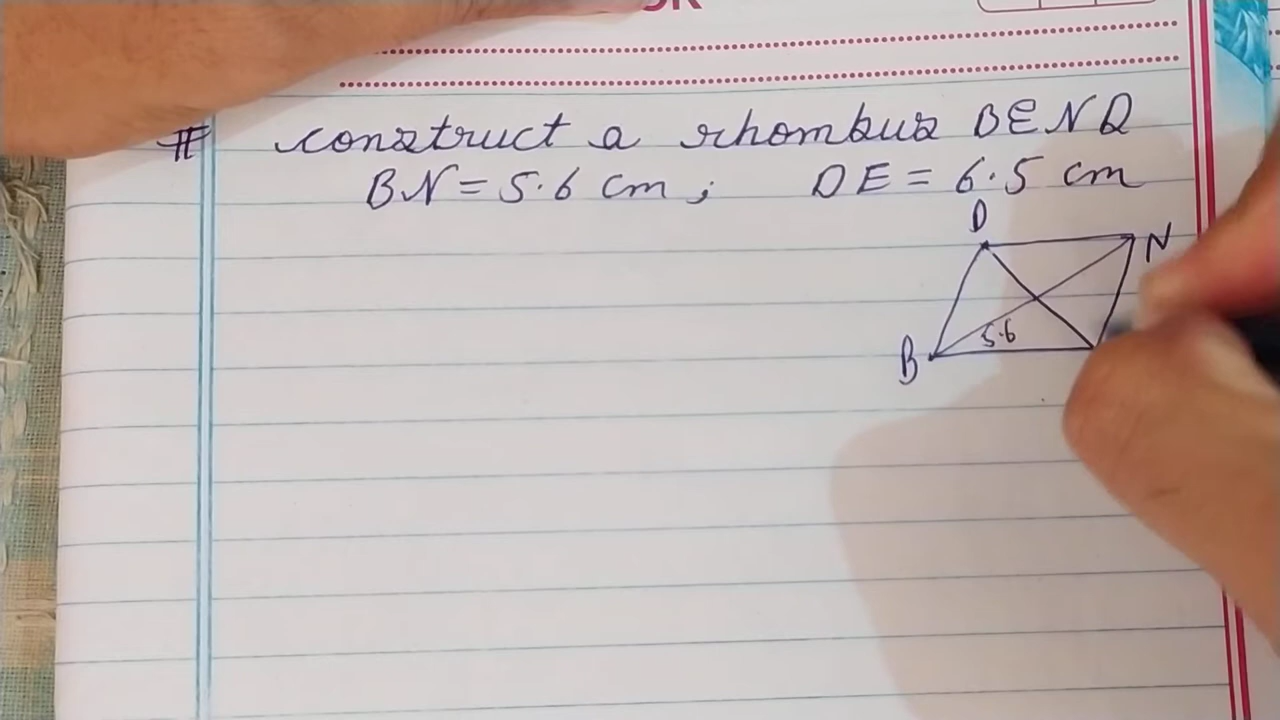 # construct a rhombus BEND
BN = 5.6 cm ; DE = 6.5 cm
D
N
5.6
B